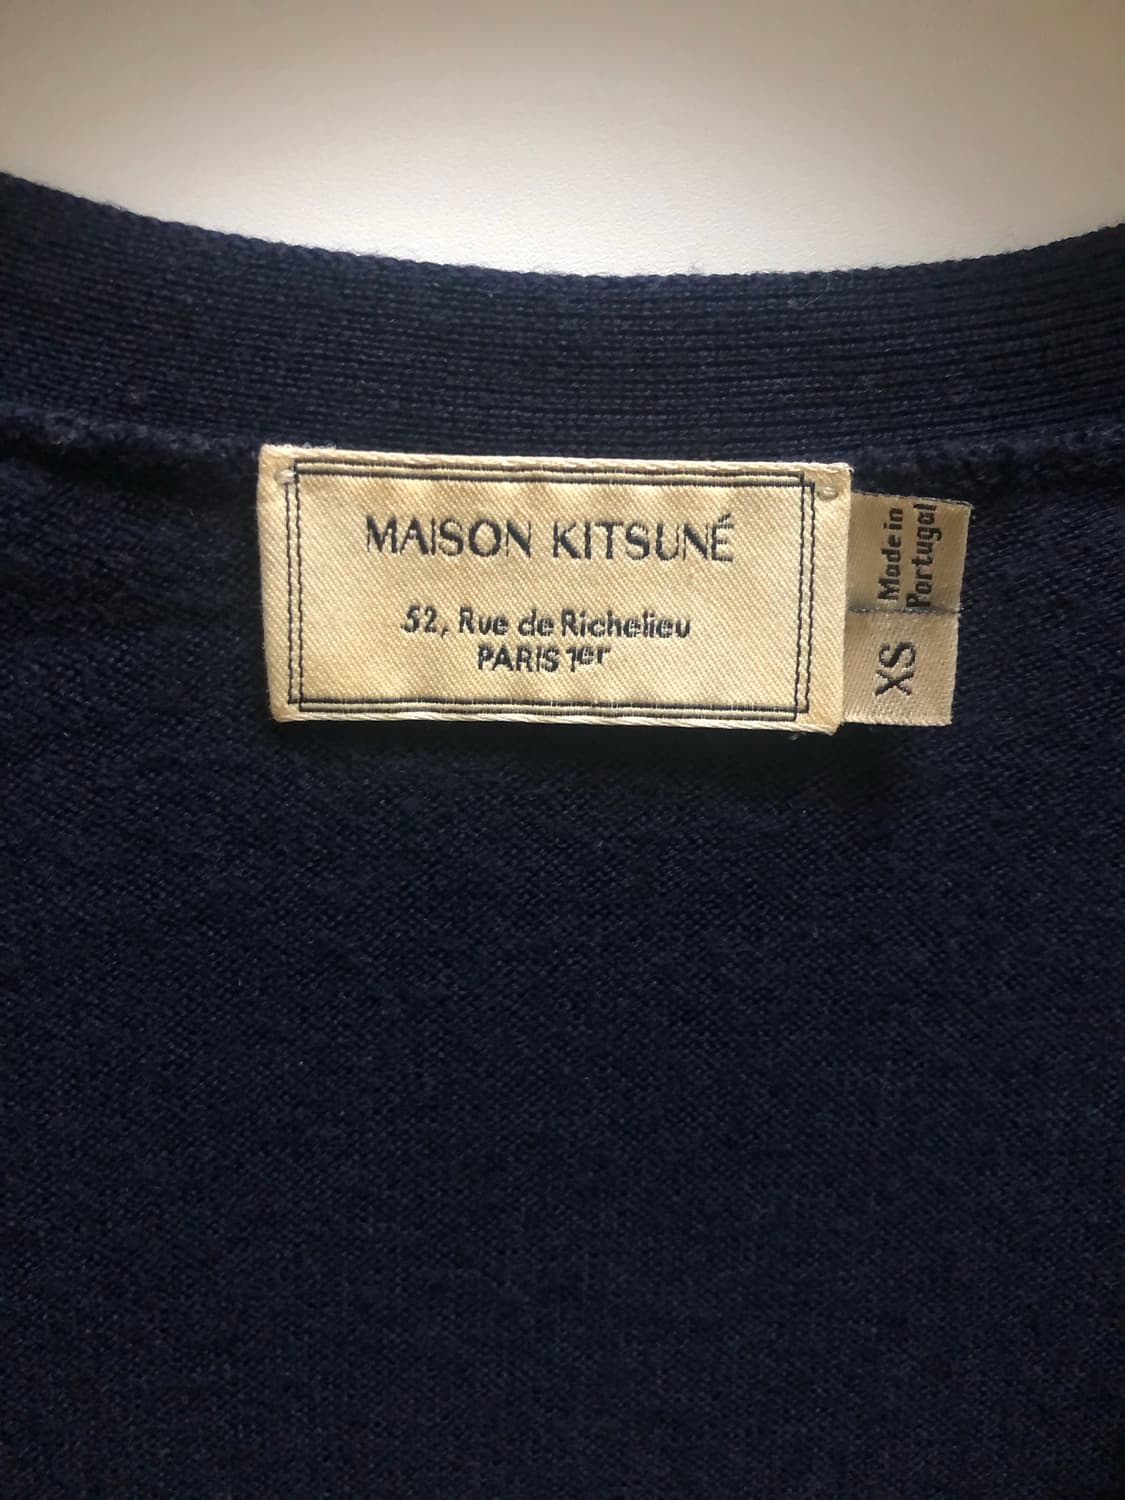 MAISON KITSUNÉ
52, Rue de Richelieu
PARIS 1er
Made in
Portugal
XS